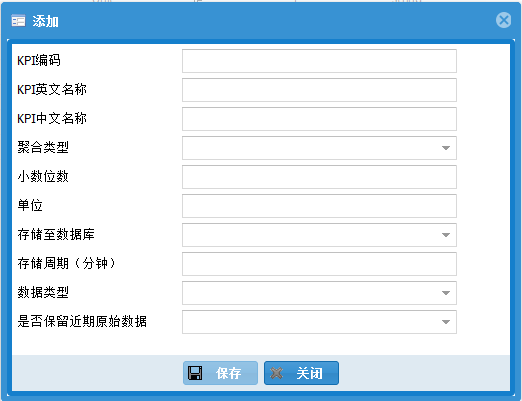 添加
KPI编码
KPI英文名称
KPI中文名称
聚合类型
小数位数
单位
存储至数据库
存储周期（分钟）
数据类型
是否保留近期原始数据
保存 关闭